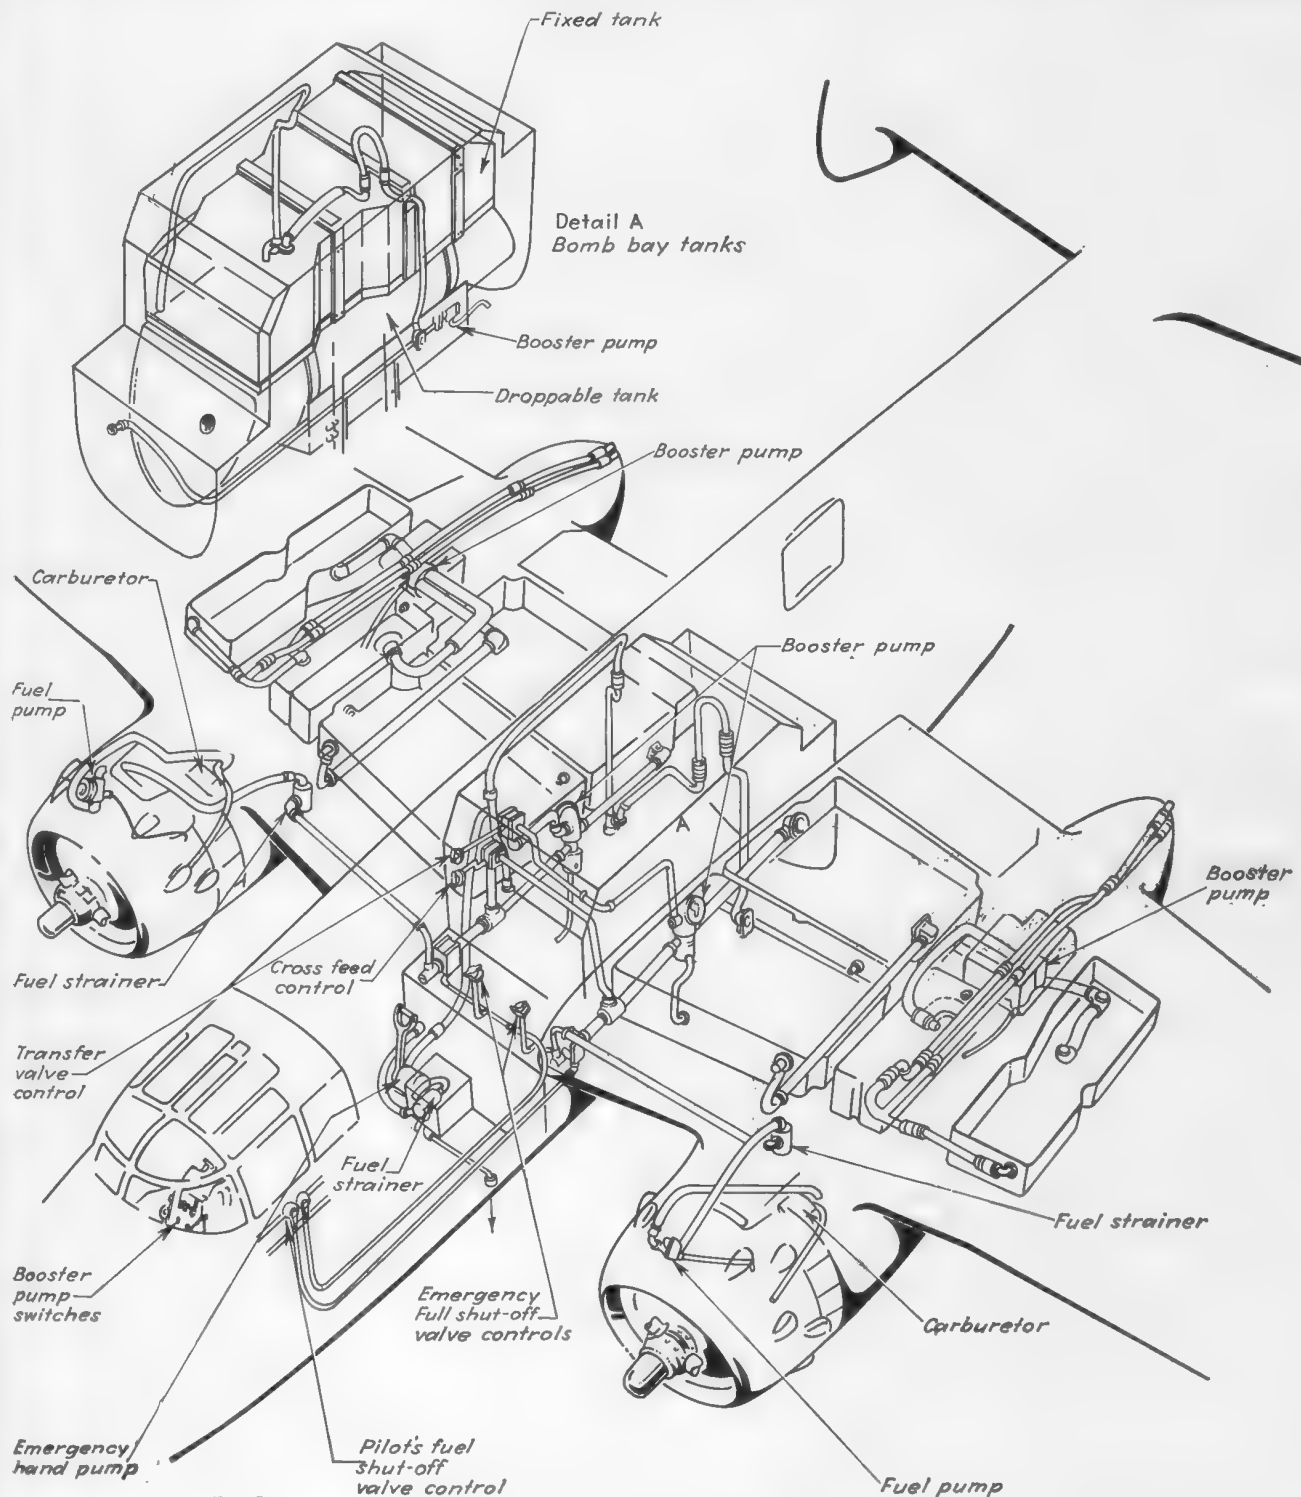 Fixed tank
Detail A
Bomb bay tanks
Booster pump
Droppable tank
Booster pump
Carburetor
Booster pump
Fuel
pump
Booster
pump
Fuel strainer
Cross feed
control
A
Transfer
valve
control
Fuel
strainer
Fuel strainer
Booster
pump
switches
Emergency
Full shut-off
valve controls
Carburetor
Emergency
hand pump
Pilot's fuel
shut-off
valve control
Fuel pump